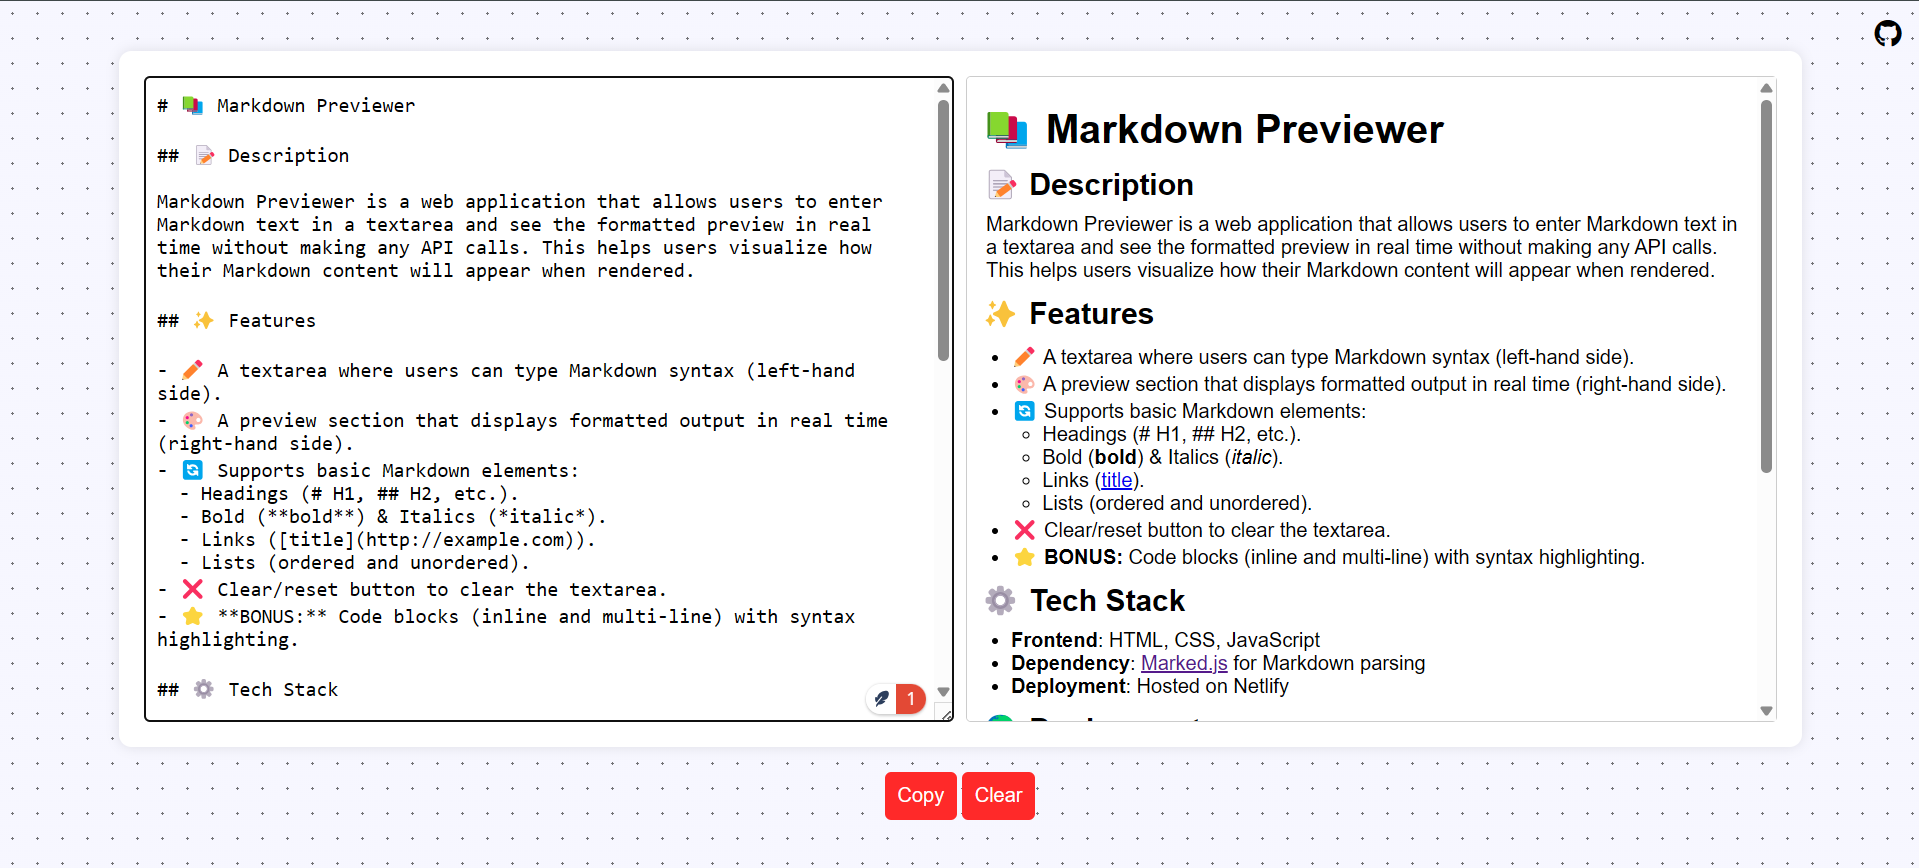 # 📚 Markdown Previewer
## 📝 Description
Markdown Previewer is a web application that allows users to enter
Markdown text in a textarea and see the formatted preview in real
time without making any API calls. This helps users visualize how
their Markdown content will appear when rendered.
## ✨ Features
- 🖍️ A textarea where users can type Markdown syntax (left-hand
side).
- 🎨 A preview section that displays formatted output in real time
(right-hand side).
- 🔄 Supports basic Markdown elements:
- Headings (# H1, ## H2, etc.).
- Bold (**bold**) & Italics (*italic*).
- Links ([title](http://example.com)).
- Lists (ordered and unordered).
- ❌ Clear/reset button to clear the textarea.
- ⭐ **BONUS:** Code blocks (inline and multi-line) with syntax
highlighting.
## ⚙️ Tech Stack
1
📚 Markdown Previewer
📝 Description
Markdown Previewer is a web application that allows users to enter Markdown text in
a textarea and see the formatted preview in real time without making any API calls.
This helps users visualize how their Markdown content will appear when rendered.
✨ Features
• 🖍️ A textarea where users can type Markdown syntax (left-hand side).
• 🎨 A preview section that displays formatted output in real time (right-hand side).
• 🔄 Supports basic Markdown elements:
◦ Headings (# H1, ## H2, etc.).
◦ Bold (bold) & Italics (italic).
◦ Links (title).
◦ Lists (ordered and unordered).
• ❌ Clear/reset button to clear the textarea.
• ⭐ BONUS: Code blocks (inline and multi-line) with syntax highlighting.
⚙️ Tech Stack
• Frontend: HTML, CSS, JavaScript
• Dependency: Marked.js for Markdown parsing
• Deployment: Hosted on Netlify
Copy
Clear